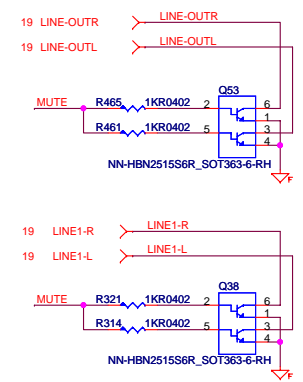 19 LINE-OUTR LINE-OUTR
19 LINE-OUTL LINE-OUTL
Q53
MUTE R465 1KR0402 2 6
1
R461 1KR0402 5 3
4
NN-HBN2515S6R_SOT363-6-RH
F
19 LINE1-R LINE1-R
19 LINE1-L LINE1-L
Q38
MUTE R321 1KR0402 2 6
1
R314 1KR0402 5 3
4
NN-HBN2515S6R_SOT363-6-RH
F